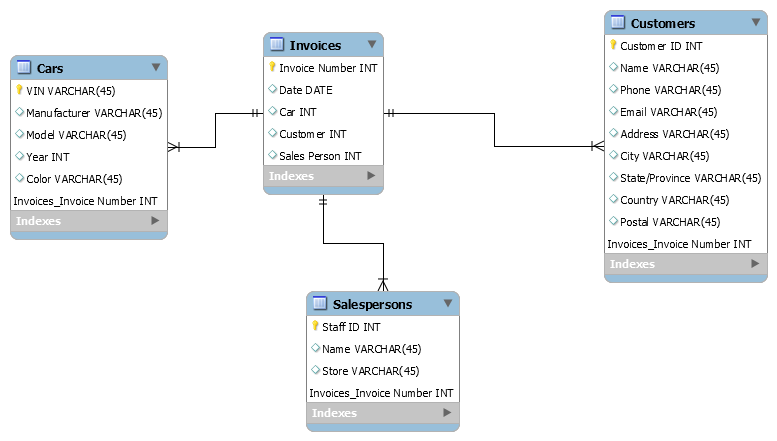 Cars
VIN VARCHAR(45)
Manufacturer VARCHAR(45)
Model VARCHAR(45)
Year INT
Color VARCHAR(45)
Invoices_Invoice Number INT
Indexes
Invoices
Invoice Number INT
Date DATE
Car INT
Customer INT
Sales Person INT
Indexes
Customers
Customer ID INT
Name VARCHAR(45)
Phone VARCHAR(45)
Email VARCHAR(45)
Address VARCHAR(45)
City VARCHAR(45)
State/Province VARCHAR(45)
Country VARCHAR(45)
Postal VARCHAR(45)
Invoices_Invoice Number INT
Indexes
Salespersons
Staff ID INT
Name VARCHAR(45)
Store VARCHAR(45)
Invoices_Invoice Number INT
Indexes